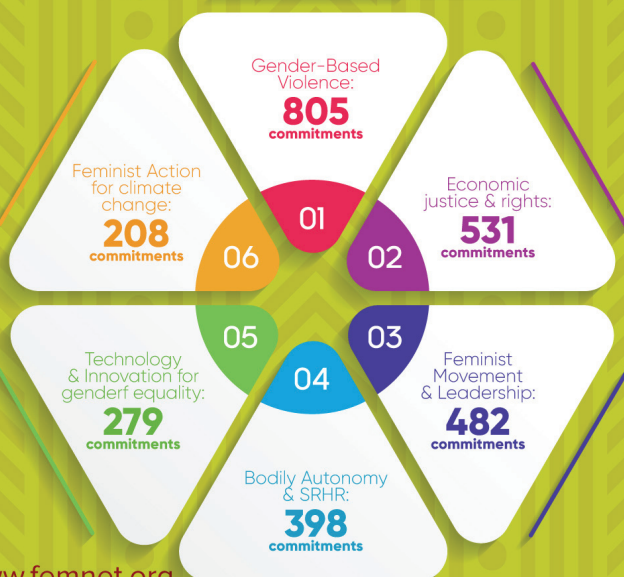 Gender-Based
Violence:
805
commitments
01
Economic
justice & rights:
531
commitments
02
03
Feminist
Movement
& Leadership:
482
commitments
04
Bodily Autonomy
& SRHR:
398
commitments
05
Technology
& Innovation for
genderf equality:
279
commitments
06
Feminist Action
for climate
change:
208
commitments
w.femnet.org